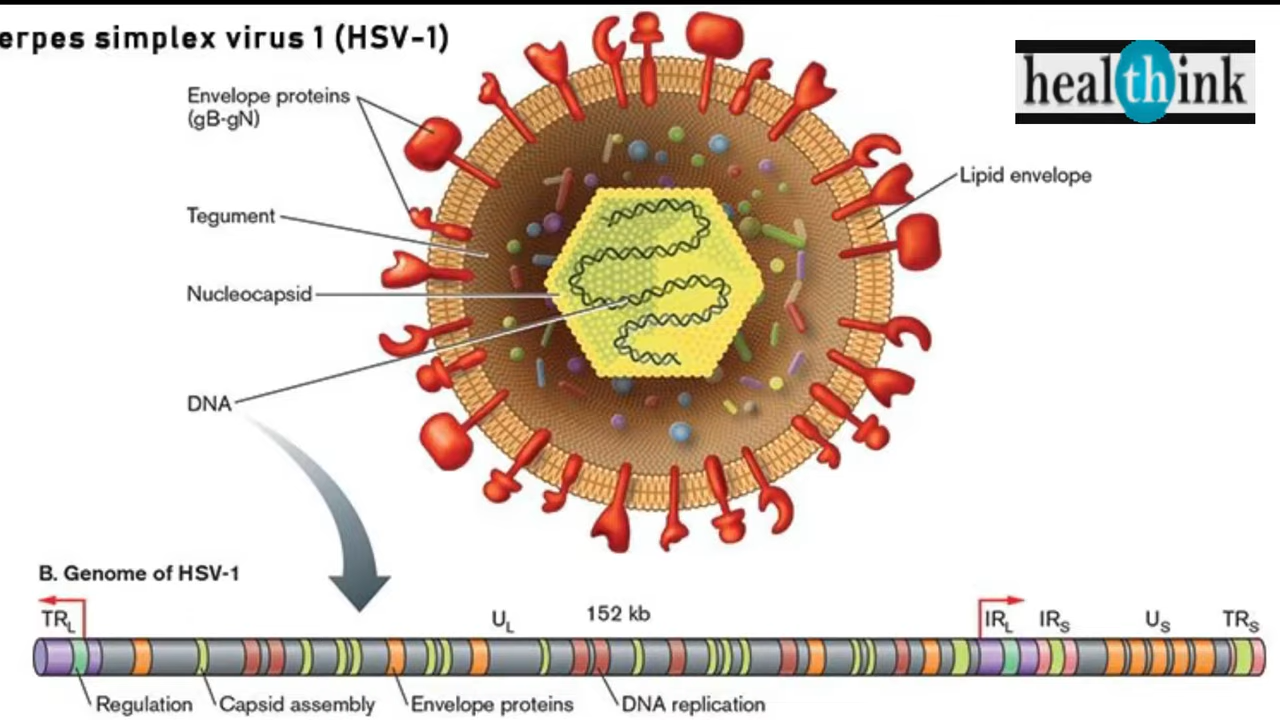 erpes simplex virus 1 (HSV-1)
healthink
Envelope proteins
(gB-gN)
Lipid envelope
Tegument
Nucleocapsid
DNA
B. Genome of HSV-1
TRL
UL
152 kb
IRL
IRS
US
TRS
Regulation
Capsid assembly
Envelope proteins
DNA replication